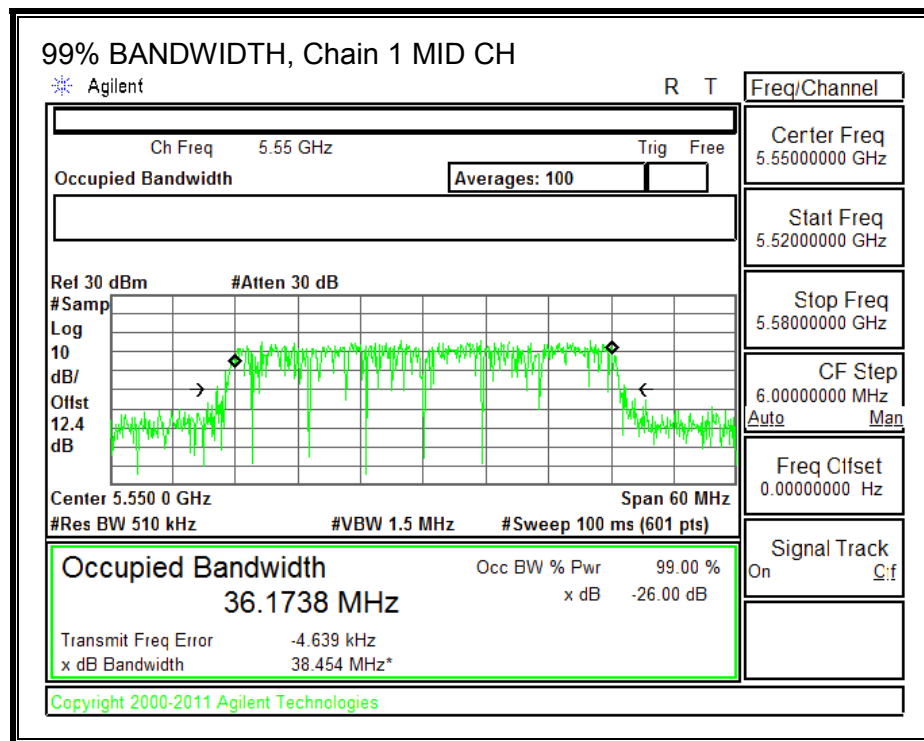 99% BANDWIDTH, Chain 1 MID CH
Agilent R T
Ch Freq 5.55 GHz Trig Free
Occupied Bandwidth Averages: 100
Ref 30 dBm #Atten 30 dB
#Samp
Log
10
dB/
Offst
12.4
dB
Center 5.550 0 GHz Span 60 MHz
#Res BW 510 kHz #VBW 1.5 MHz #Sweep 100 ms (601 pts)
Occupied Bandwidth Occ BW % Pwr 99.00 %
36.1738 MHz x dB -26.00 dB
Transmit Freq Error -4.639 kHz
x dB Bandwidth 38.454 MHz*
Copyright 2000-2011 Agilent Technologies
Freq/Channel
Center Freq
5.55000000 GHz
Start Freq
5.52000000 GHz
Stop Freq
5.58000000 GHz
CF Step
6.00000000 MHz
Auto Man
Freq Offset
0.00000000 Hz
Signal Track
On Off